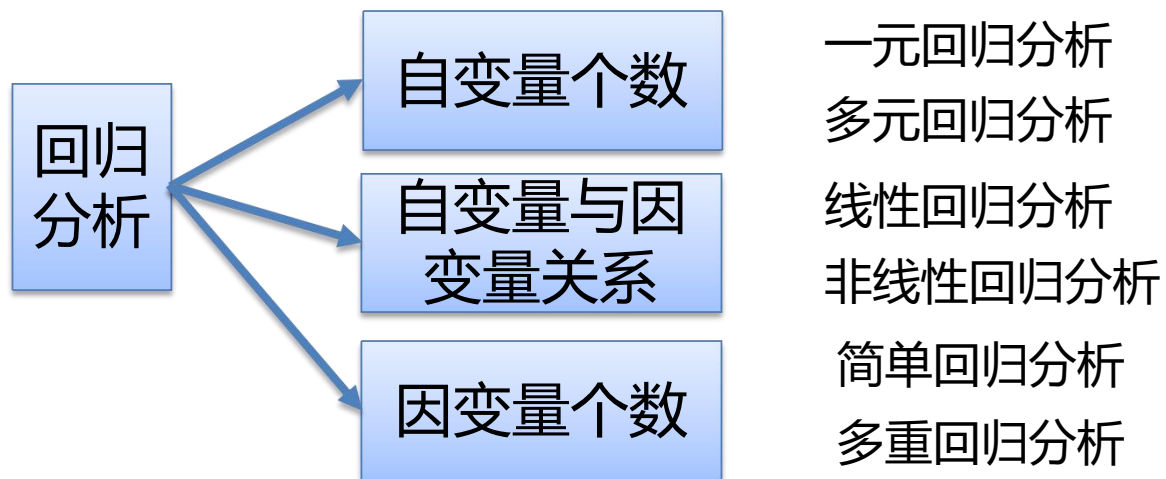 回归
分析
自变量个数
一元回归分析
多元回归分析
自变量与因
变量关系
线性回归分析
非线性回归分析
因变量个数
简单回归分析
多重回归分析